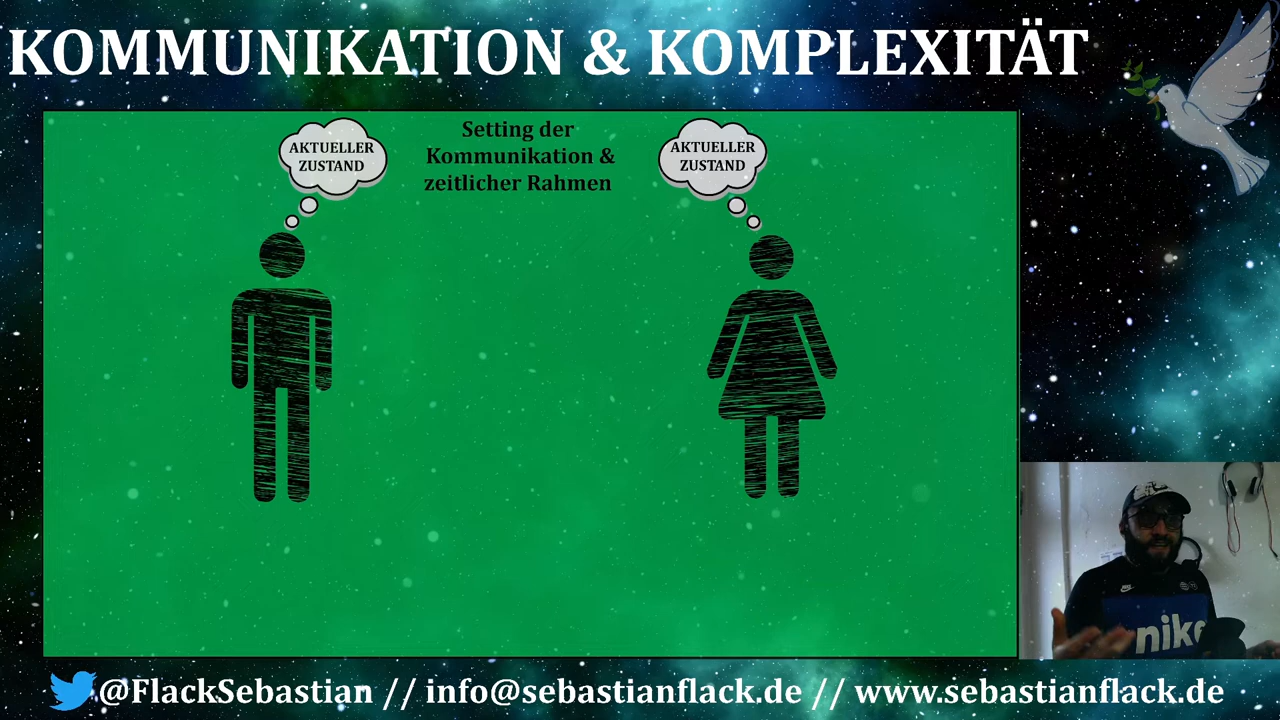 KOMMUNIKATION & KOMPLEXITÄT
AKTUELLER
ZUSTAND
Setting der
Kommunikation &
zeitlicher Rahmen
AKTUELLER
ZUSTAND
nike
@FlackSebastian // info@sebastianflack.de // www.sebastianflack.de